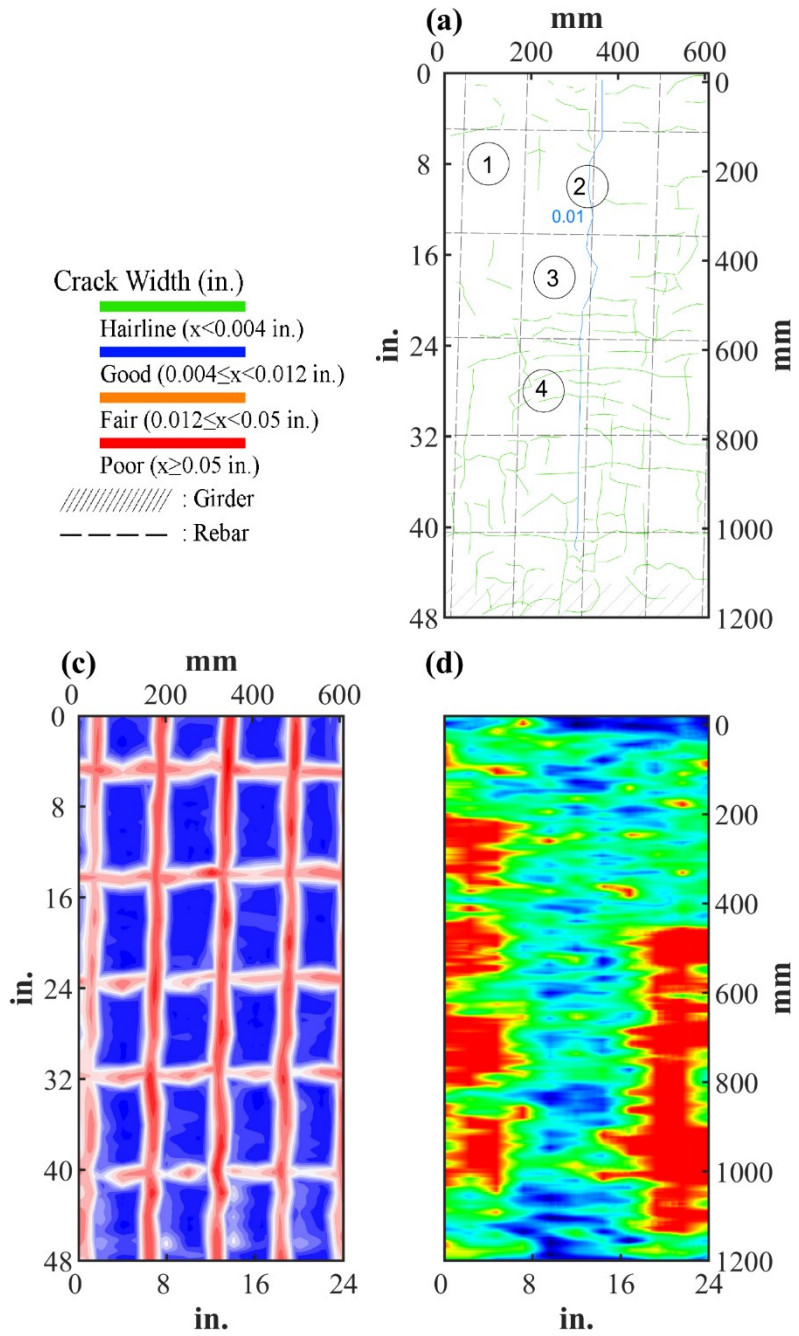 (a)
mm
0 200 400 600
0
8
16
24
32
40
48
in.
0
200
400
600
800
1000
1200
mm
1
2
0.01
3
4
Crack Width (in.)
Hairline (x<0.004 in.)
Good (0.004≤x<0.012 in.)
Fair (0.012≤x<0.05 in.)
Poor (x≥0.05 in.)
: Girder
: Rebar
(c)
mm
0 200 400 600
0
8
16
24
32
40
48
in.
0 8 16 24
in.
(d)
0
200
400
600
800
1000
1200
mm
0 8 16 24
in.